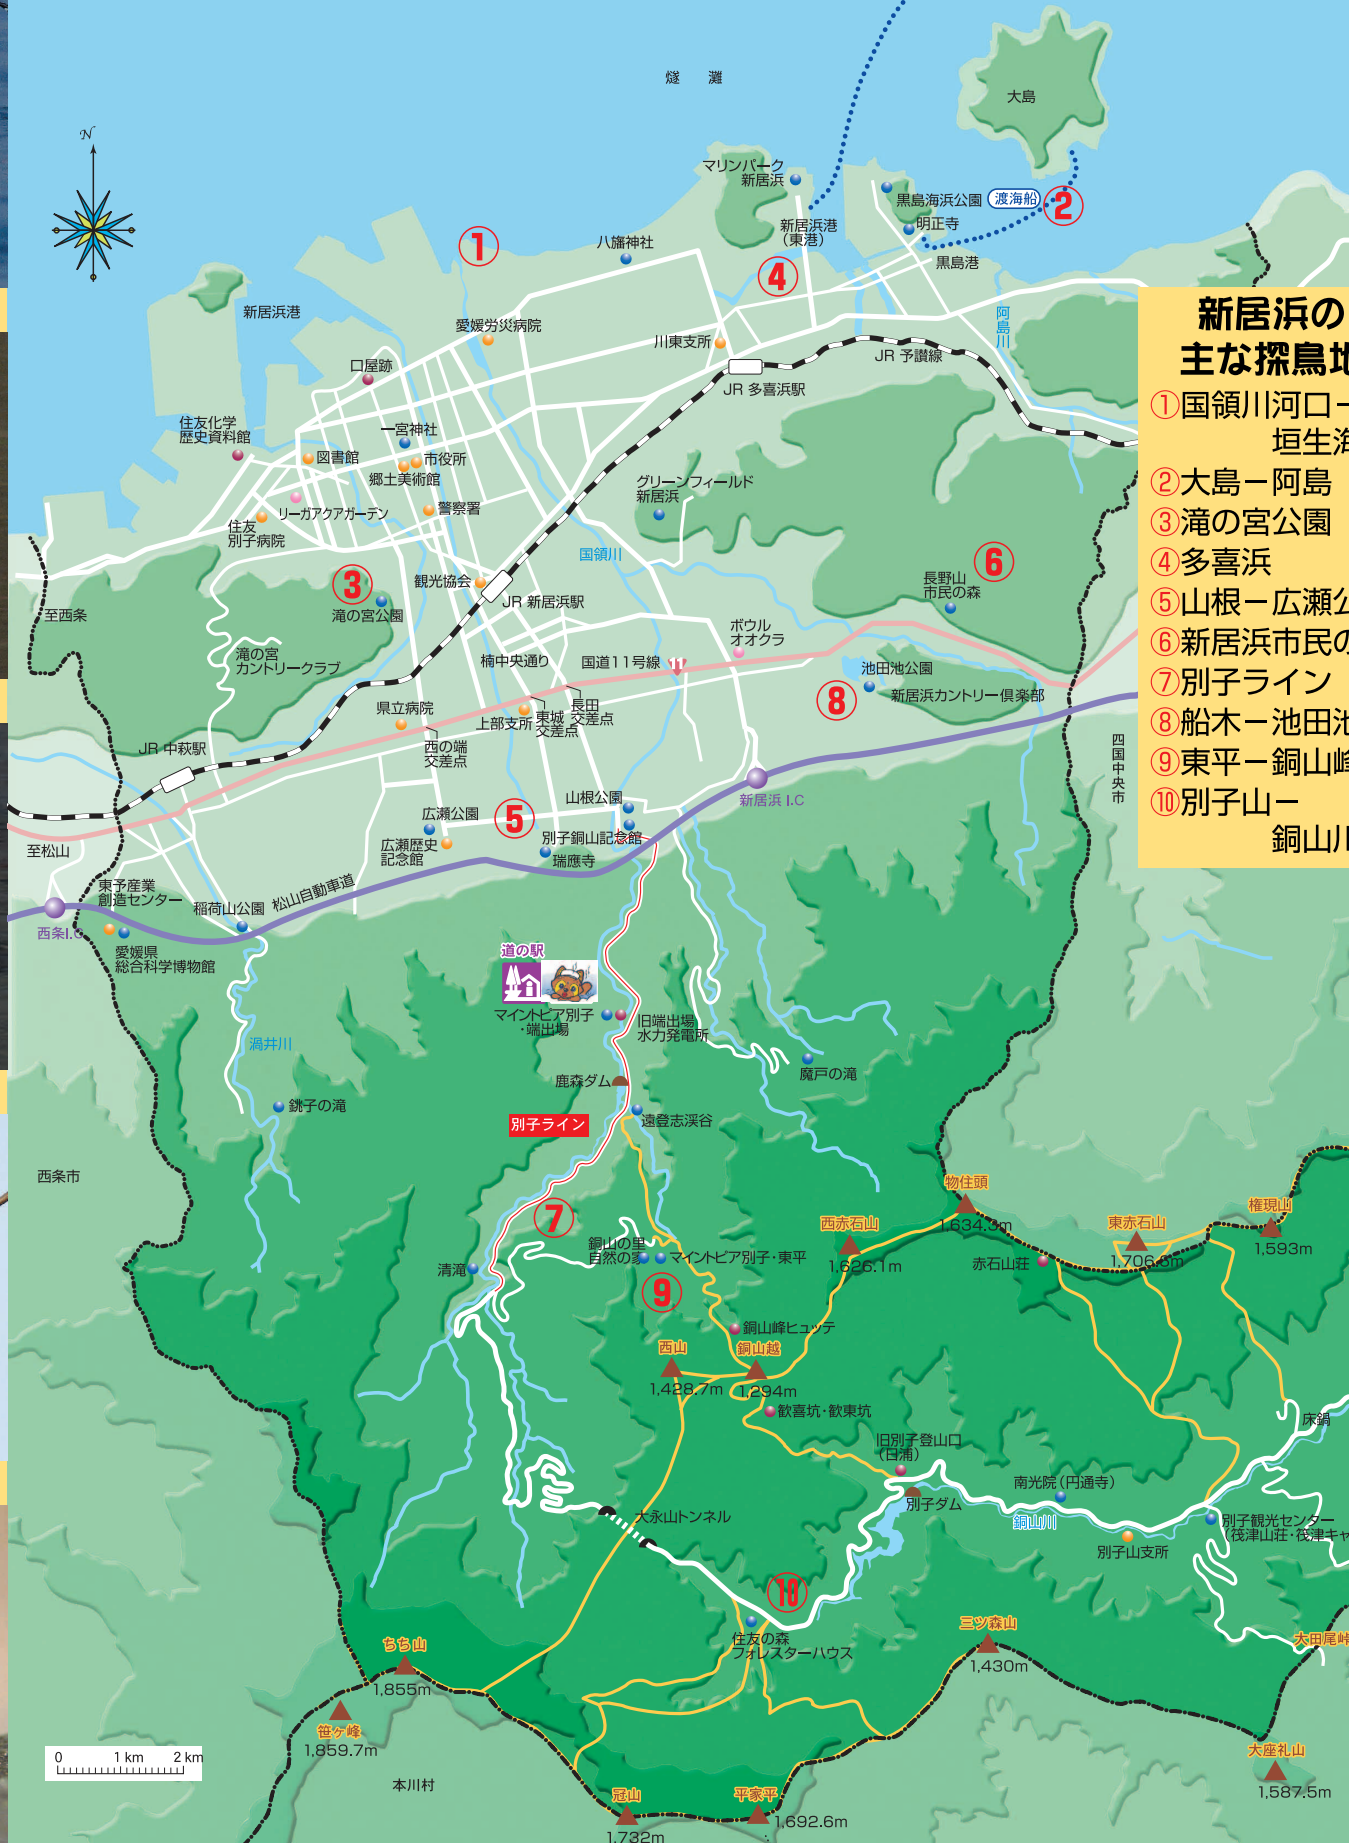 燧 灘
大島
N
マリンパーク
新居浜
黒島海浜公園
渡海船
②
明正寺
新居浜港
(東港)
黒島港
①
八旛神社
④
新居浜港
愛媛労災病院
川東支所
阿島川
JR 予讃線
JR 多喜浜駅
口屋跡
住友化学
歴史資料館
一宮神社
図書館
市役所
郷土美術館
リーガアクアガーデン
警察署
住友
別子病院
グリーンフィールド
新居浜
国領川
⑥
長野山
市民の森
③
滝の宮公園
観光協会
JR 新居浜駅
至西条
滝の宮
カントリークラブ
楠中央通り
国道11号線
11
ボウル
オオクラ
池田池公園
⑧
新居浜カントリー倶楽部
県立病院
上部支所
東城
交差点
長田
交差点
西の端
交差点
JR 中萩駅
四国中央市
新居浜 I.C
山根公園
広瀬公園
⑤
広瀬歴史
記念館
別子銅山記念館
瑞應寺
至松山
東予産業
創造センター
稲荷山公園
松山自動車道
西条I.C
愛媛県
総合科学博物館
道の駅
マイントピア別子
・端出場
旧端出場
水力発電所
渦井川
鹿森ダム
魔戸の滝
銚子の滝
別子ライン
遠登志渓谷
西条市
⑦
物住頭
1,634.3m
西赤石山
1,626.1m
東赤石山
1,706.6m
権現山
1,593m
赤石山荘
銅山の里
自然の家
マイントピア別子・東平
清滝
⑨
銅山峰ヒュッテ
西山
1,428.7m
銅山越
1,294m
歓喜坑・歓東坑
床鍋
旧別子登山口
(日浦)
南光院(円通寺)
別子ダム
銅山川
別子観光センター
(筏津山荘・筏津キャ
別子山支所
大永山トンネル
⑩
住友の森
フォレスターハウス
三ツ森山
1,430m
大田尾峠
ちち山
1,855m
笹ヶ峰
1,859.7m
本川村
冠山
1,732m
平家平
1,692.6m
大座礼山
1,587.5m
0 1 km 2 km
新居浜の
主な探鳥地
①国領川河口ー
垣生海
②大島ー阿島
③滝の宮公園
④多喜浜
⑤山根ー広瀬公
⑥新居浜市民の
⑦別子ライン
⑧船木ー池田池
⑨東平ー銅山峰
⑩別子山ー
銅山川